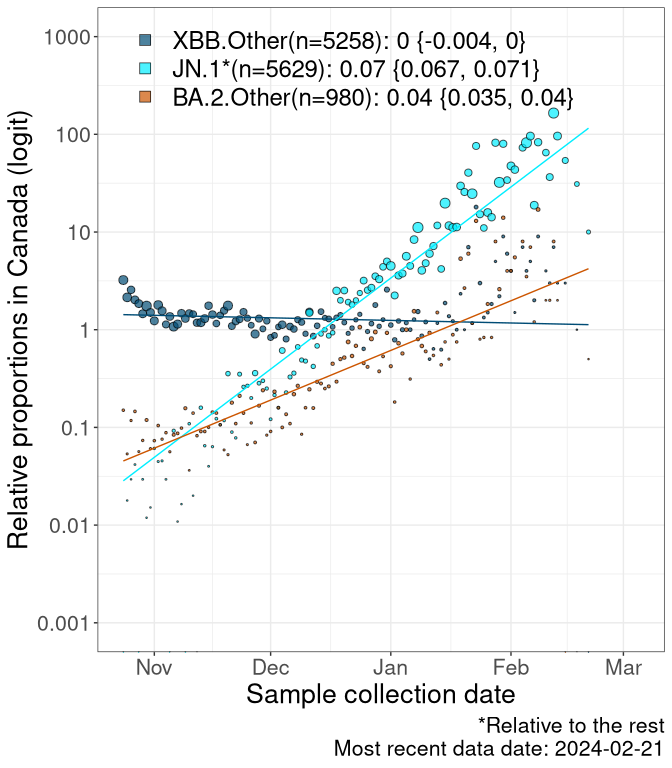 XBB.Other(n=5258): 0 {-0.004, 0}
JN.1*(n=5629): 0.07 {0.067, 0.071}
BA.2.Other(n=980): 0.04 {0.035, 0.04}
Relative proportions in Canada (logit)
1000
100
10
1
0.1
0.01
0.001
Nov Dec Jan Feb Mar
Sample collection date
*Relative to the rest
Most recent data date: 2024-02-21